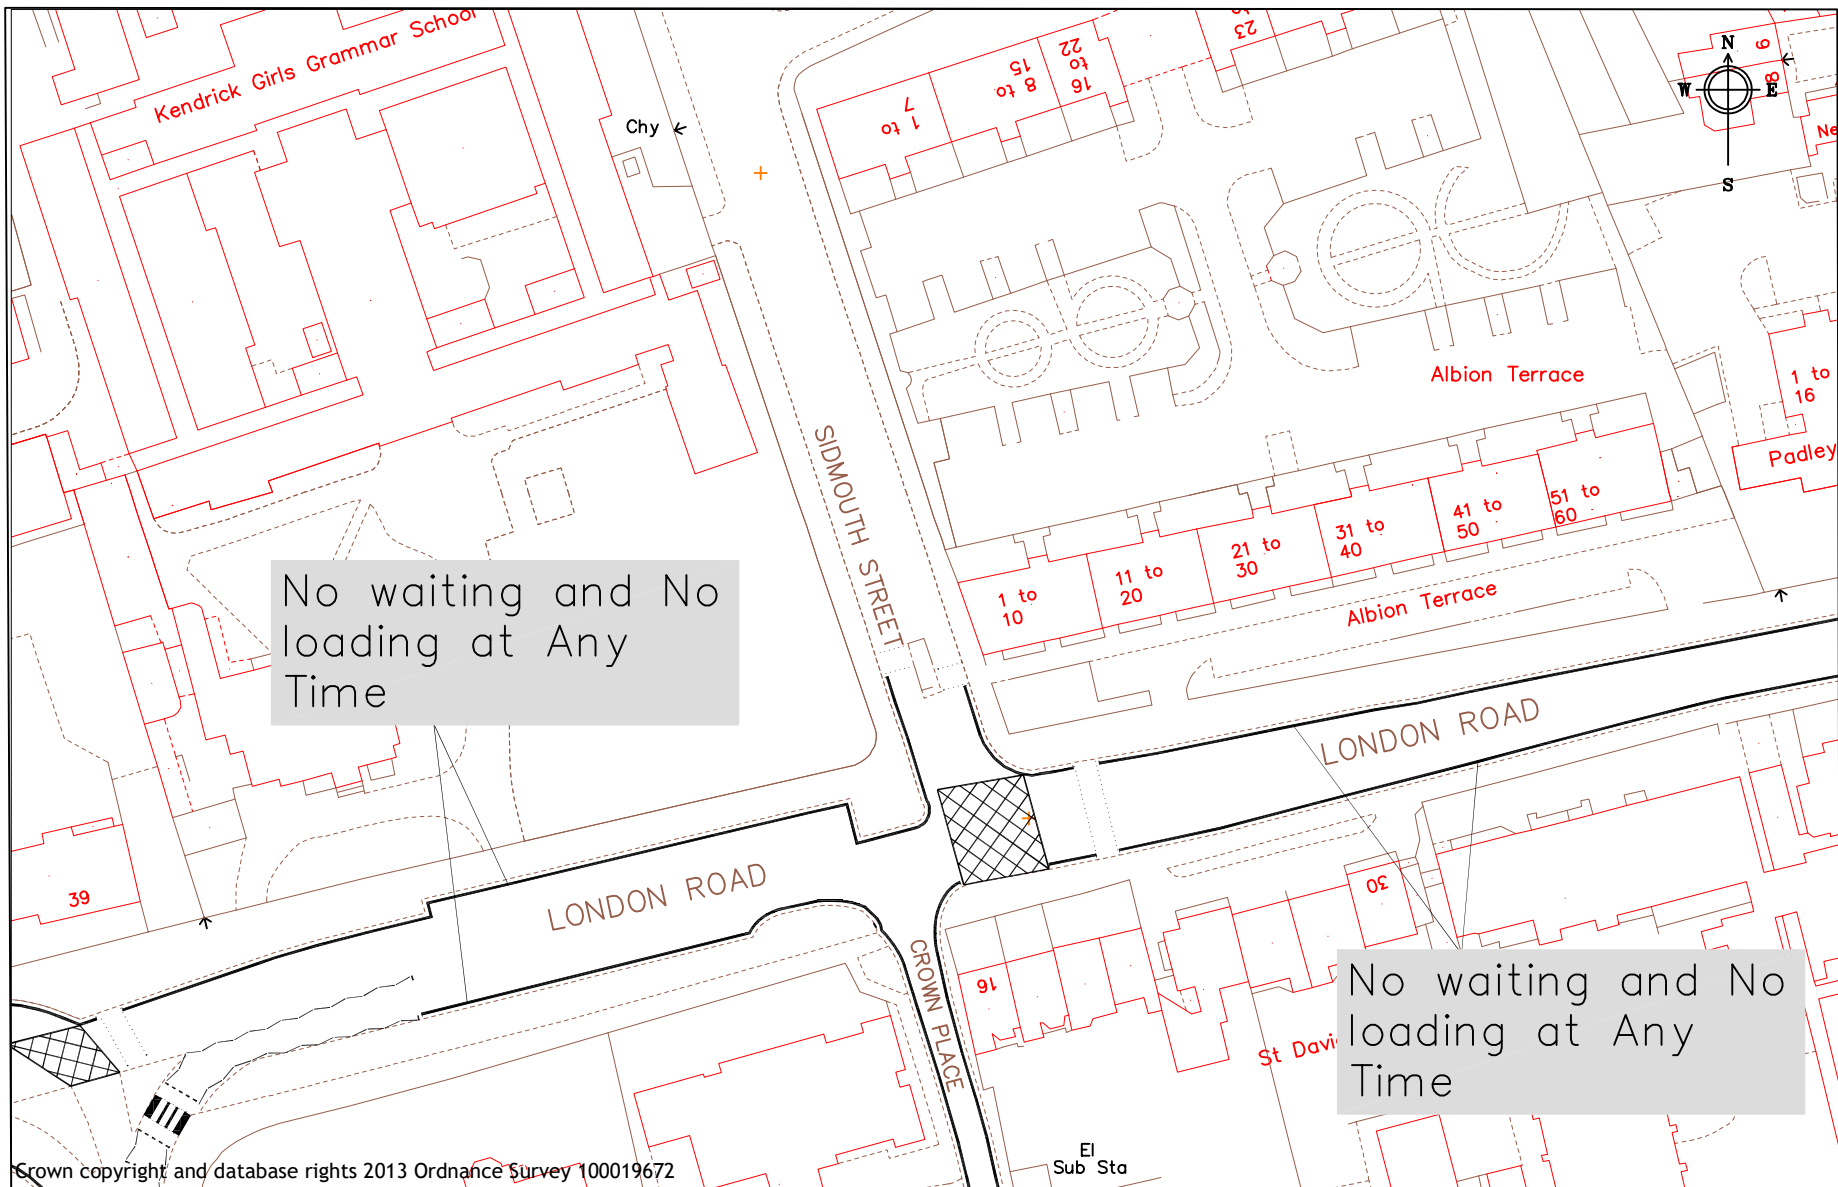 Kendrick Girls Grammar School
Chy
1 to
7
8 to
15
16
to
22
23
N
W E
S
9
8
Albion Terrace
1 to
16
Padley
SIDMOUTH STREET
1 to
10
11 to
20
21 to
30
31 to
40
41 to
50
51 to
60
Albion Terrace
No waiting and No
loading at Any
Time
LONDON ROAD
39
LONDON ROAD
30
CROWN PLACE
16
St Davi
No waiting and No
loading at Any
Time
El
Sub Sta
Crown copyright and database rights 2013 Ordnance Survey 100019672